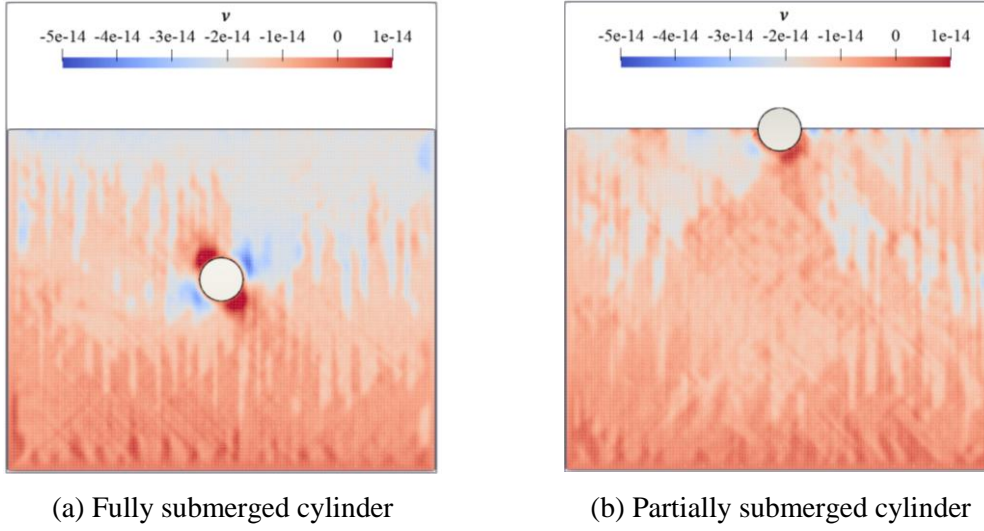 v
-5e-14 -4e-14 -3e-14 -2e-14 -1e-14 0 1e-14
v
-5e-14 -4e-14 -3e-14 -2e-14 -1e-14 0 1e-14
(a) Fully submerged cylinder
(b) Partially submerged cylinder